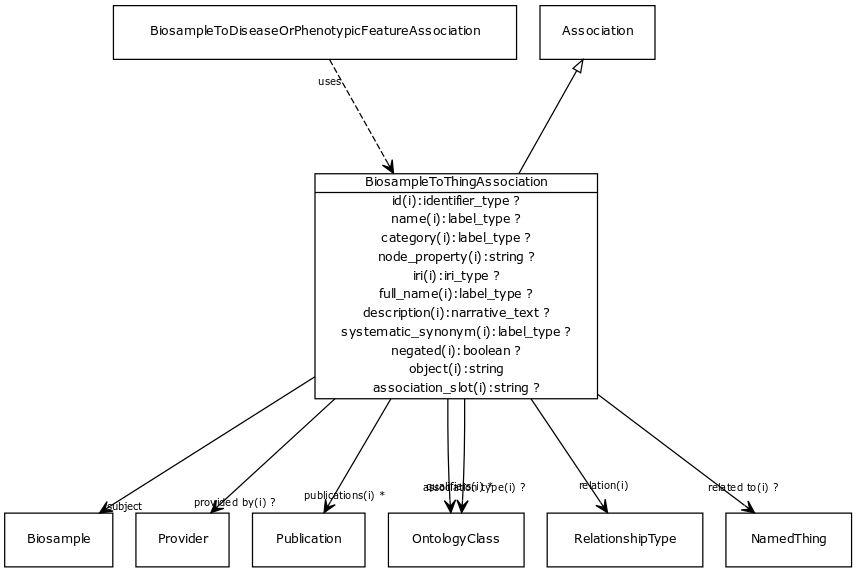 BiosampleToDiseaseOrPhenotypicFeatureAssociation
Association
uses
BiosampleToThingAssociation
id(i):identifier_type ?
name(i):label_type ?
category(i):label_type ?
node_property(i):string ?
iri(i):iri_type ?
full_name(i):label_type ?
description(i):narrative_text ?
systematic_synonym(i):label_type ?
negated(i):boolean ?
object(i):string
association_slot(i):string ?
subject
provided by(i) ?
publications(i) *
qualifiers(i) *
association type(i) ?
relation(i)
related to(i) ?
Biosample
Provider
Publication
OntologyClass
RelationshipType
NamedThing